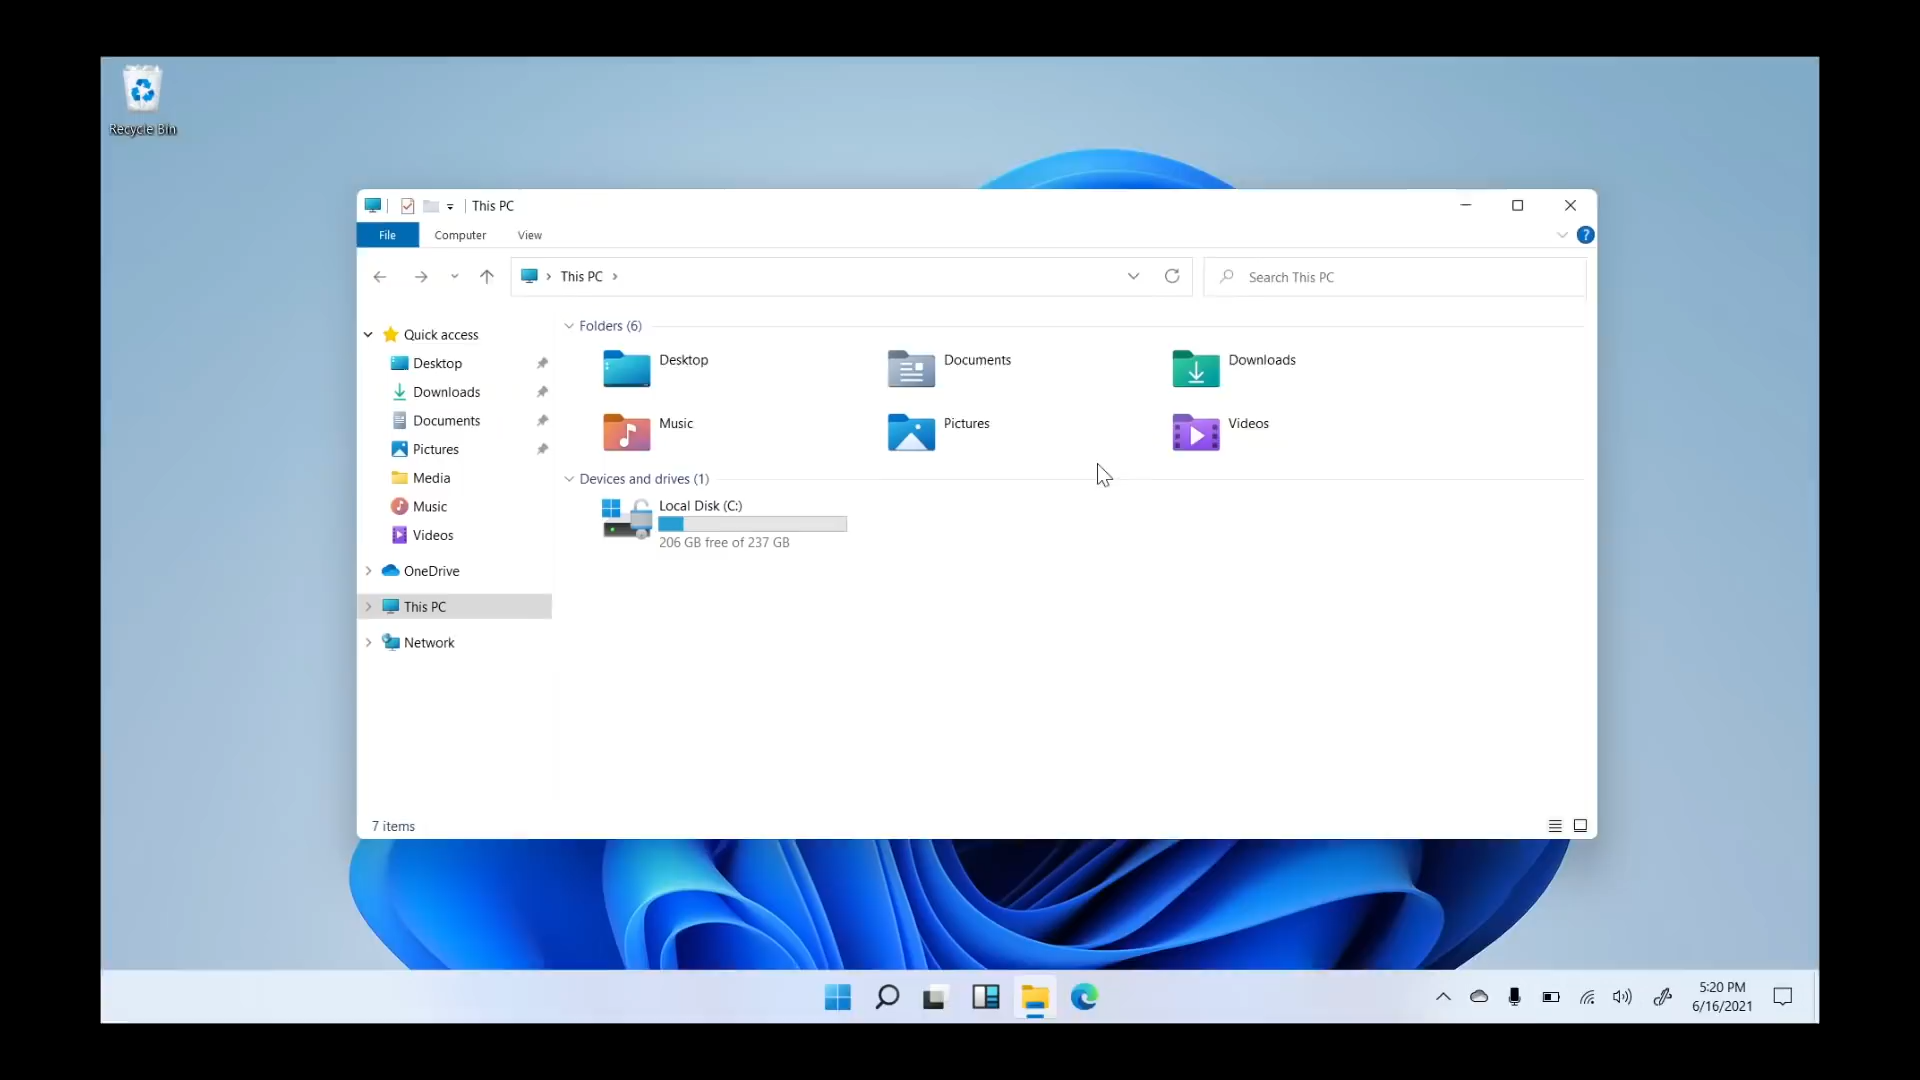 Recycle Bin
This PC
File Computer View
This PC
Search This PC
Quick access
Desktop
Downloads
Documents
Pictures
Media
Music
Videos
OneDrive
This PC
Network
Folders (6)
Desktop Documents Downloads
Music Pictures Videos
Devices and drives (1)
Local Disk (C:)
206 GB free of 237 GB
7 items
5:20 PM
6/16/2021